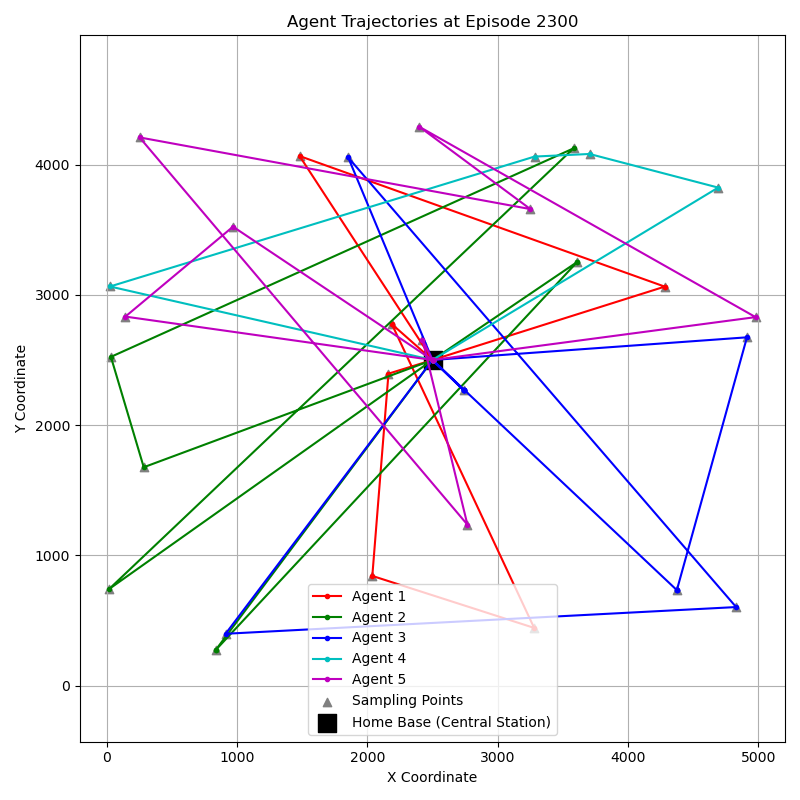 Agent Trajectories at Episode 2300
Y Coordinate
4000
3000
2000
1000
0
Agent 1
Agent 2
Agent 3
Agent 4
Agent 5
Sampling Points
Home Base (Central Station)
0 1000 2000 3000 4000 5000
X Coordinate